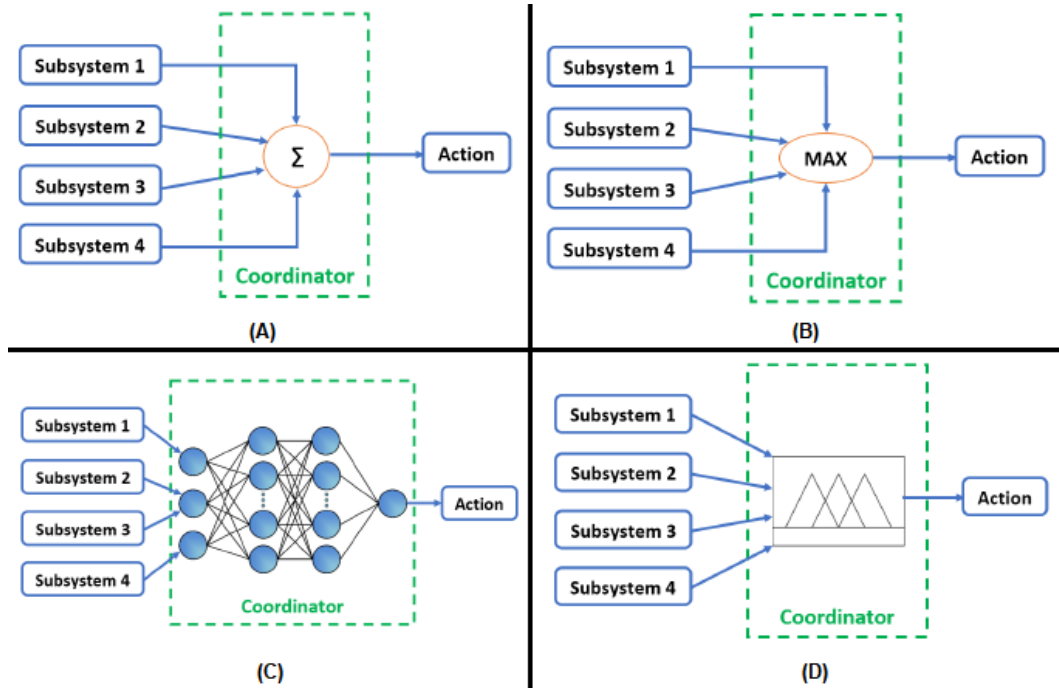 Subsystem 1
Subsystem 2
Subsystem 3
Subsystem 4
Σ
Action
Coordinator
(A)
Subsystem 1
Subsystem 2
Subsystem 3
Subsystem 4
MAX
Action
Coordinator
(B)
Subsystem 1
Subsystem 2
Subsystem 3
Subsystem 4
Action
Coordinator
(C)
Subsystem 1
Subsystem 2
Subsystem 3
Subsystem 4
Action
Coordinator
(D)